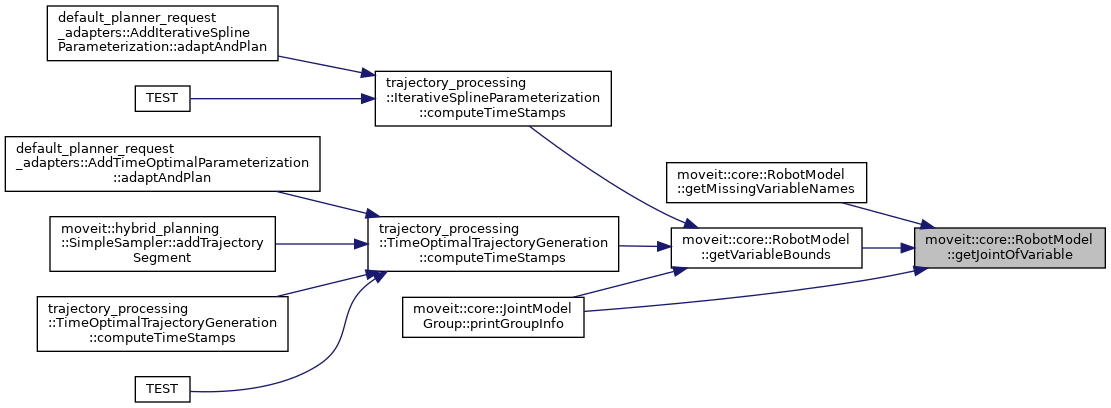 default_planner_request
_adapters::AddIterativeSpline
Parameterization::adaptAndPlan
TEST
default_planner_request
_adapters::AddTimeOptimalParameterization
::adaptAndPlan
moveit::hybrid_planning
::SimpleSampler::addTrajectory
Segment
trajectory_processing
::TimeOptimalTrajectoryGeneration
::computeTimeStamps
TEST
trajectory_processing
::IterativeSplineParameterization
::computeTimeStamps
trajectory_processing
::TimeOptimalTrajectoryGeneration
::computeTimeStamps
moveit::core::JointModel
Group::printGroupInfo
moveit::core::RobotModel
::getMissingVariableNames
moveit::core::RobotModel
::getVariableBounds
moveit::core::RobotModel
::getJointOfVariable